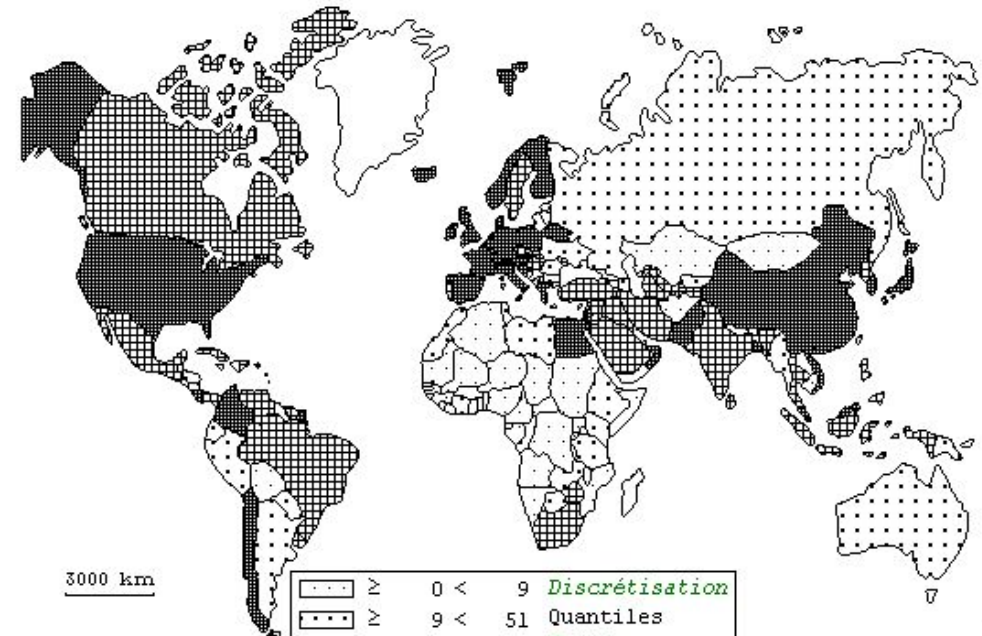 3000 km
≥ 0 < 9 Discrétisation
≥ 9 < 51 Quantiles